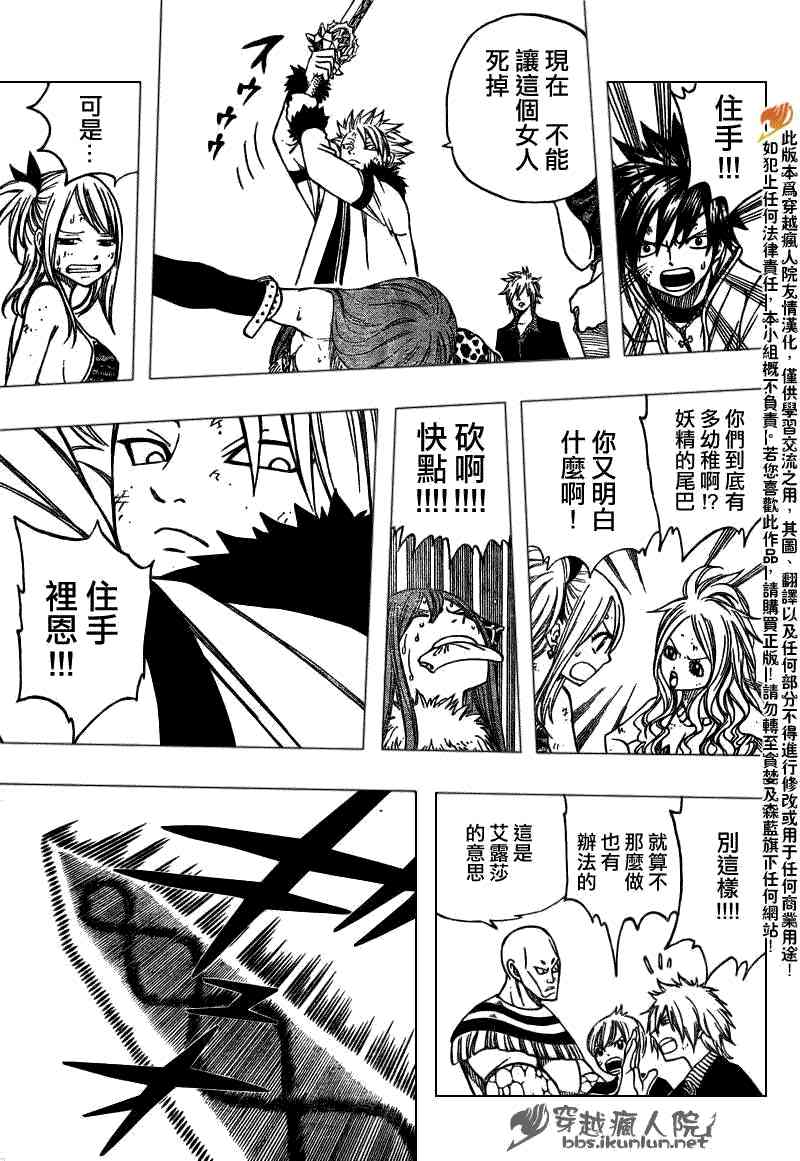 住手!!!
現在 不能
讓這個女人
死掉
可是…
你們到底有
多幼稚啊!?
妖精的尾巴
你又明白
什麼啊！
砍啊!!!!
快點!!!!
住手
裡恩!!!
別這樣!!!!
就算不
那麼做
也有
辦法的
這是
艾露莎
的意思
此版本爲穿越瘋人院友情漢化，僅供學習交流之用，其圖、翻譯以及任何部分不得進行修改或用于任何商業用途！
如犯上任何法律責任，本小組概不負責。若您喜歡此作品，請購買正版！請勿轉至貪婪及森藍旗下任何網站！
穿越瘋人院
bbs.ikunlun.net